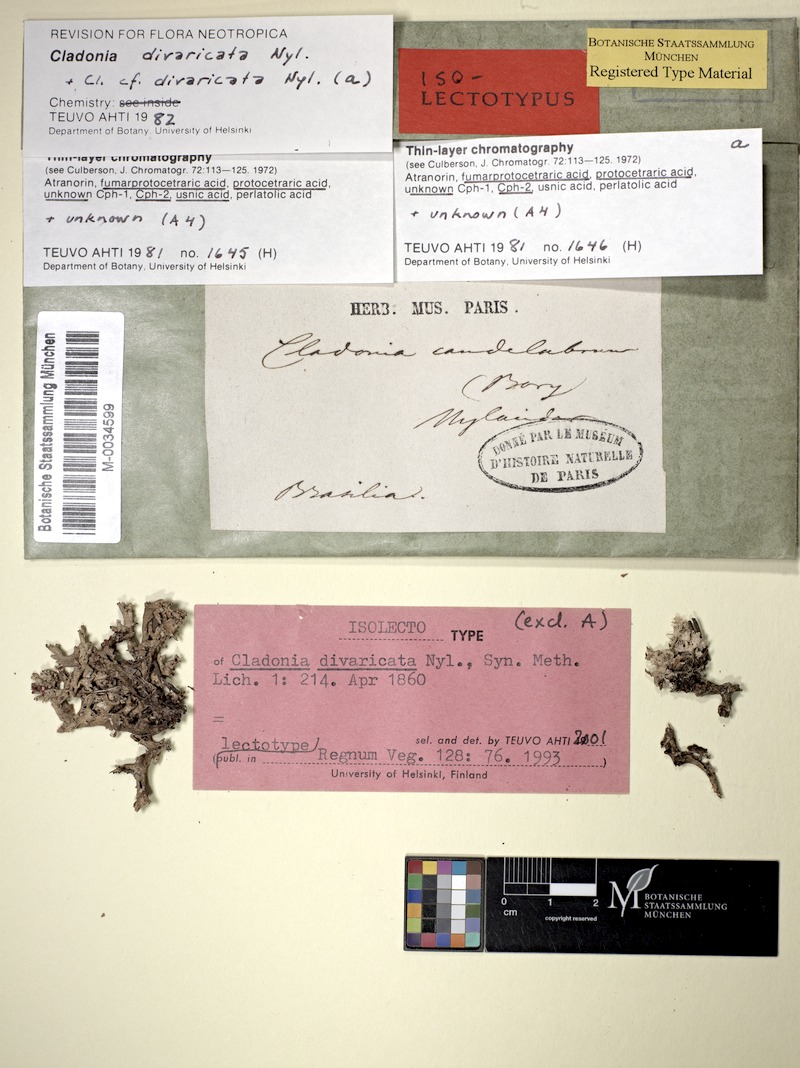 REVISION FOR FLORA NEOTROPICA
Cladonia divaricata Nyl.
+ Cl. cf. divaricata Nyl. (a)
Chemistry: see inside
TEUVO AHTI 1982
Department of Botany, University of Helsinki
ISO-
LECTOTYPUS
BOTANISCHE STAATSSAMMLUNG
MÜNCHEN
Registered Type Material
Thin-layer chromatography
(see Culberson, J. Chromatogr. 72:113—125. 1972)
Atranorin, fumarprotocetraric acid, protocetraric acid,
unknown Cph-1, Cph-2, usnic acid, perlatolic acid
+ unknown (A4)
TEUVO AHTI 1981 no. 1645 (H)
Department of Botany, University of Helsinki
Thin-layer chromatography a
(see Culberson, J. Chromatogr. 72:113—125. 1972)
Atranorin, fumarprotocetraric acid, protocetraric acid,
unknown Cph-1, Cph-2, usnic acid, perlatolic acid
+ unknown (A4)
TEUVO AHTI 1981 no. 1646 (H)
Department of Botany, University of Helsinki
HERB. MUS. PARIS.
Cladonia candelabrum
(Bory)
Nylander
DONNÉ PAR LE MUSÉUM
D'HISTOIRE NATURELLE
DE PARIS
Brasilia.
Botanische Staatssammlung München
M-0034599
ISOLECTO TYPE (excl. A)
of Cladonia divaricata Nyl., Syn. Meth.
Lich. 1: 214. Apr 1860
=
lectotype sel. and det. by TEUVO AHTI 2001
(publ. in Regnum Veg. 128: 76. 1993)
University of Helsinki, Finland
0 1 2
cm
copyright reserved
M
BOTANISCHE
STAATSSAMMLUNG
MÜNCHEN